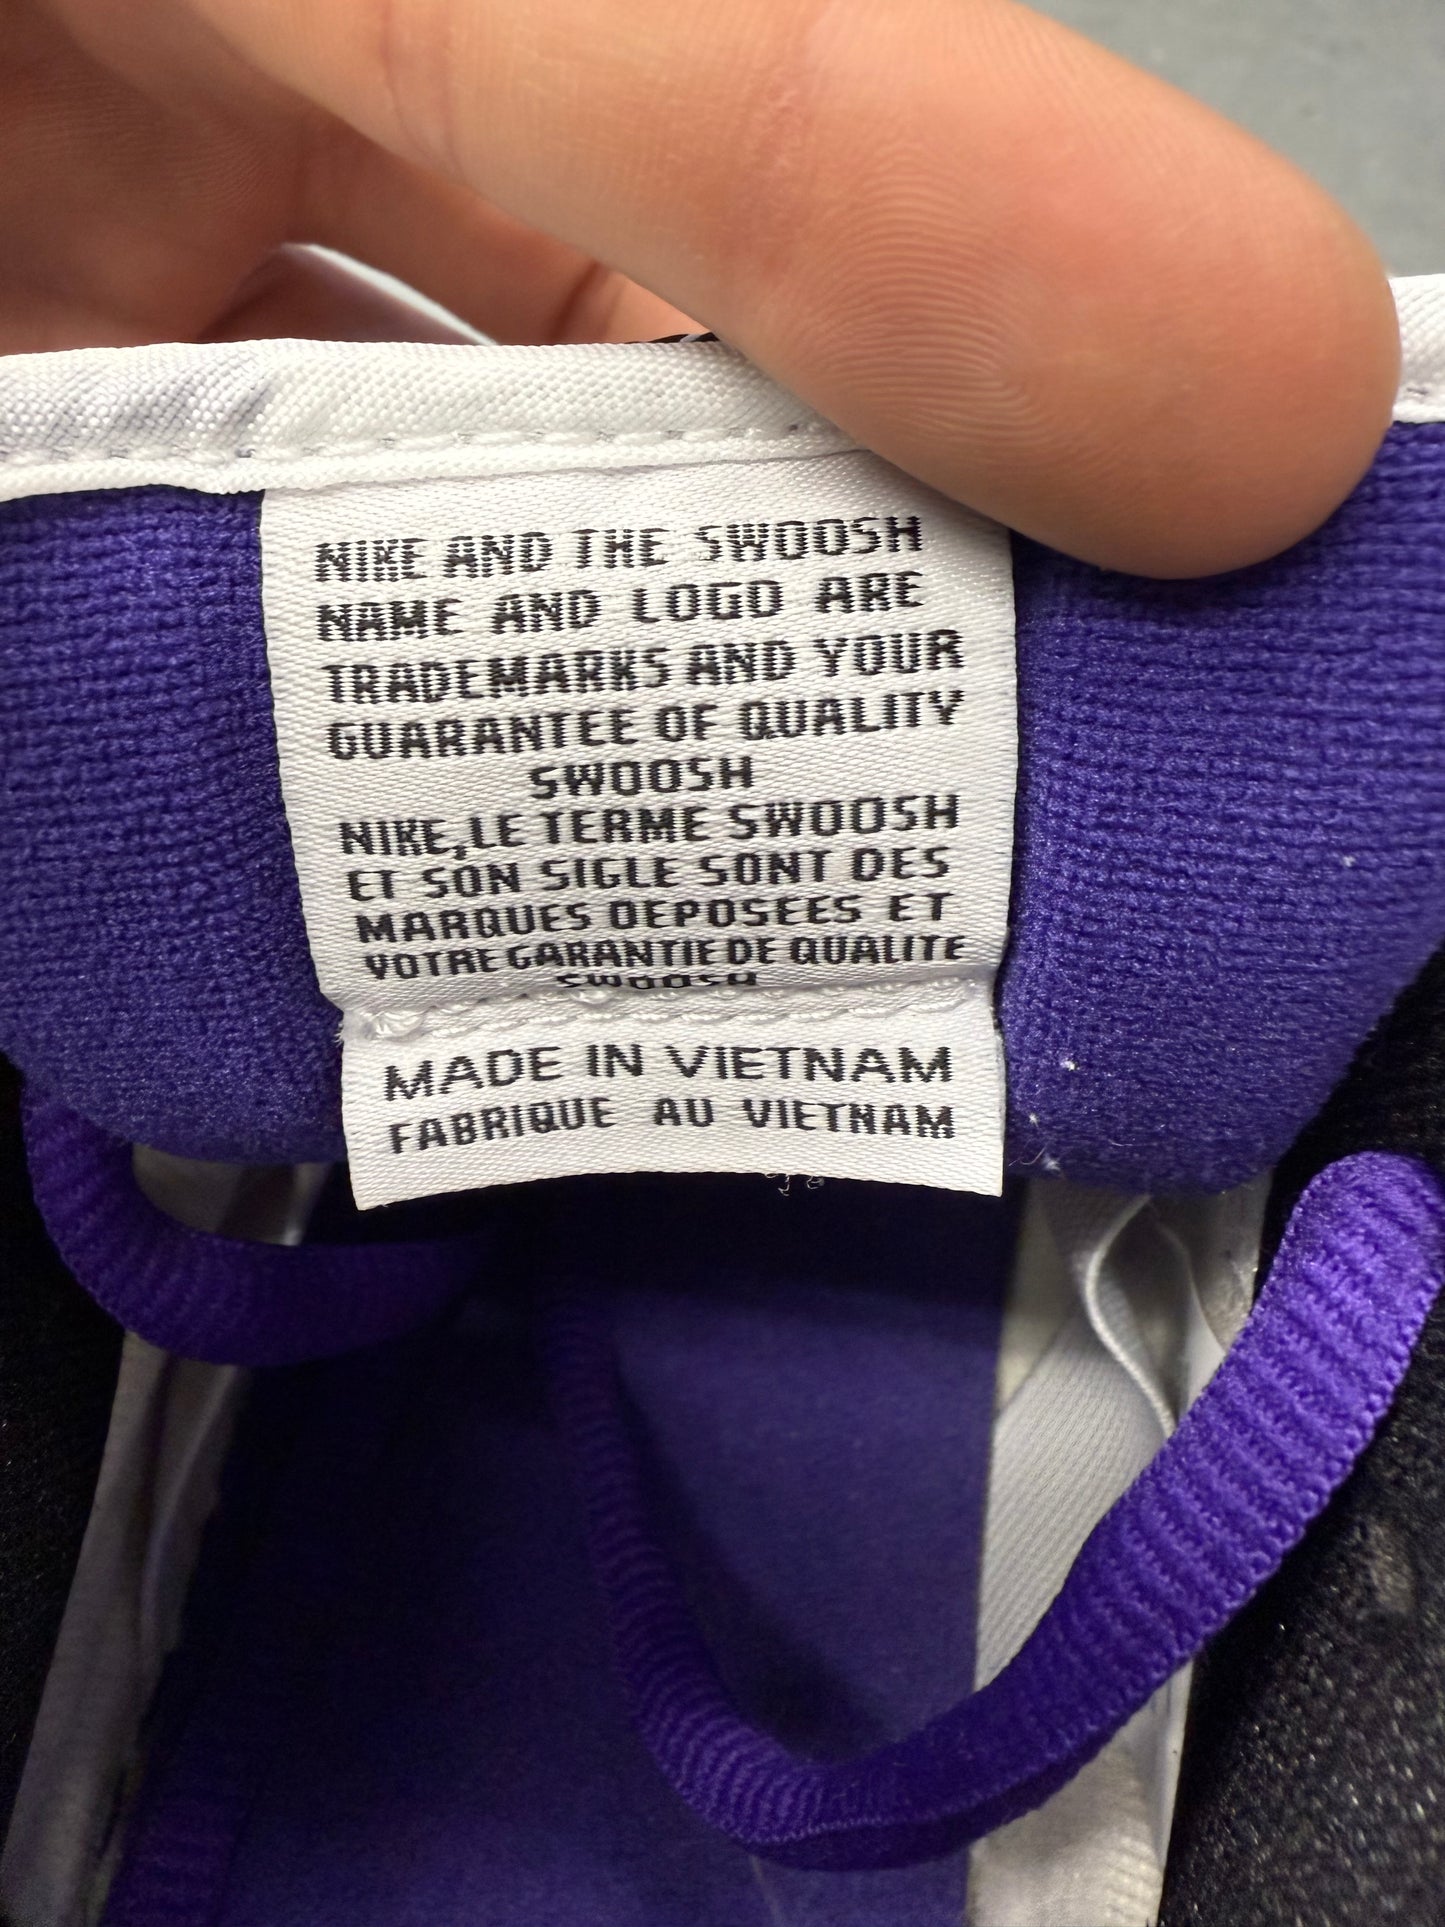 NIKE AND THE SWOOSH
NAME AND LOGO ARE
TRADEMARKS AND YOUR
GUARANTEE OF QUALITY
SWOOSH
NIKE, LE TERME SWOOSH
ET SON SIGLE SONT DES
MARQUES DEPOSEES ET
VOTRE GARANTIE DE QUALITE
SWOOSH
MADE IN VIETNAM
FABRIQUE AU VIETNAM